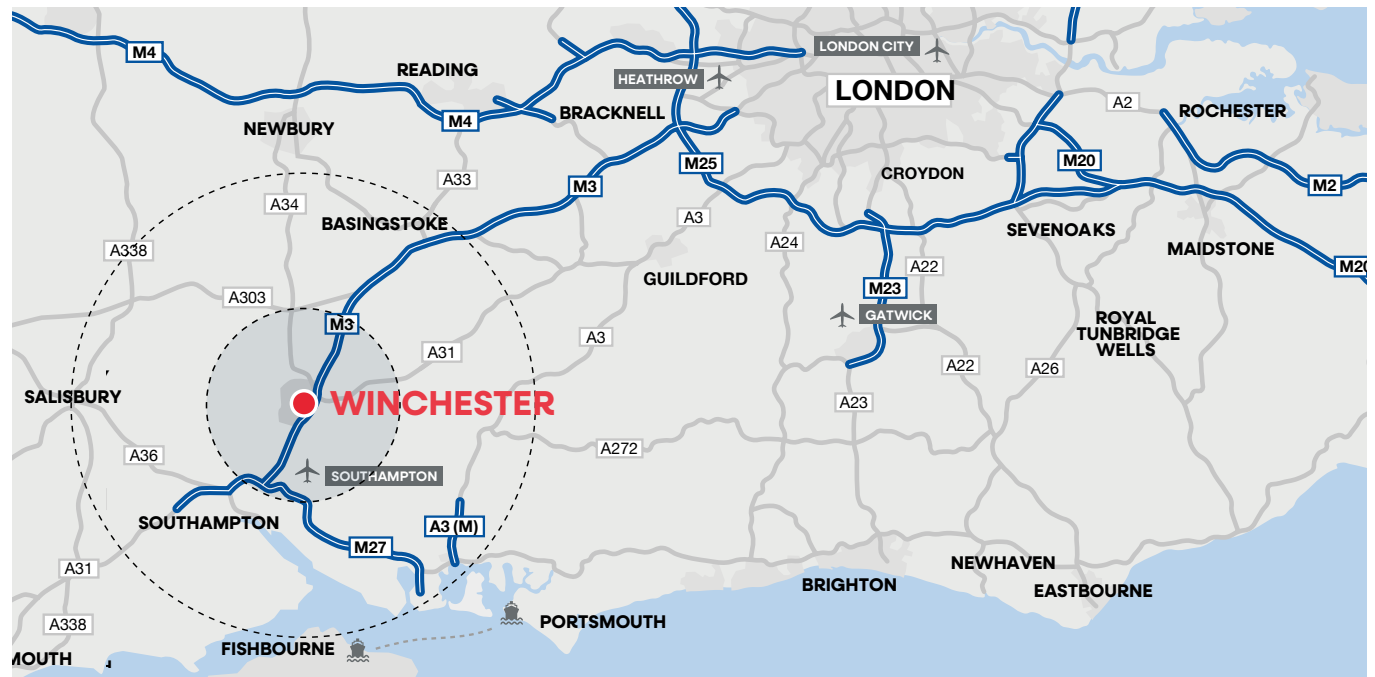 LONDON CITY
M4
READING
HEATHROW
LONDON
A2
ROCHESTER
BRACKNELL
M4
NEWBURY
M25
M20
CROYDON
A33
M3
M2
A34
A3
BASINGSTOKE
SEVENOAKS
A24
A338
MAIDSTONE
A22
M20
GUILDFORD
M23
A303
GATWICK
M3
ROYAL
TUNBRIDGE
WELLS
A3
A31
A22
A26
SALISBURY
WINCHESTER
A23
A272
A36
SOUTHAMPTON
SOUTHAMPTON
A3 (M)
M27
NEWHAVEN
A31
BRIGHTON
EASTBOURNE
A338
PORTSMOUTH
FISHBOURNE
MOUTH